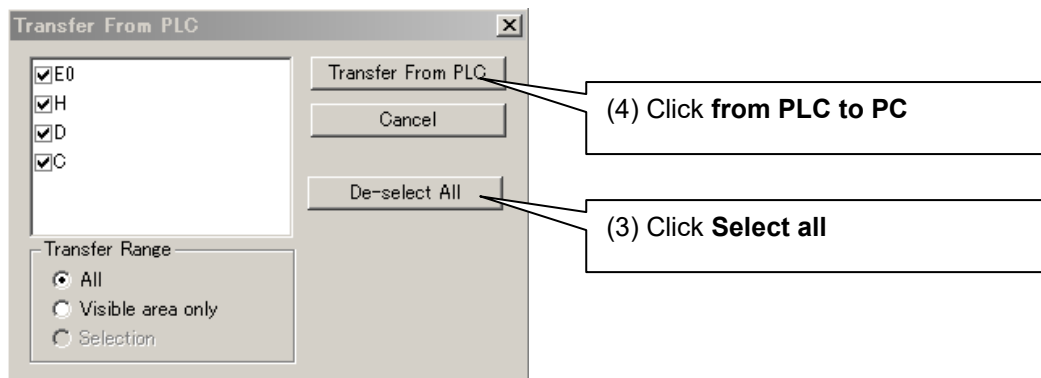 Transfer From PLC
E0
H
D
C
Transfer From PLC
Cancel
De-select All
Transfer Range
All
Visible area only
Selection
(4) Click from PLC to PC
(3) Click Select all